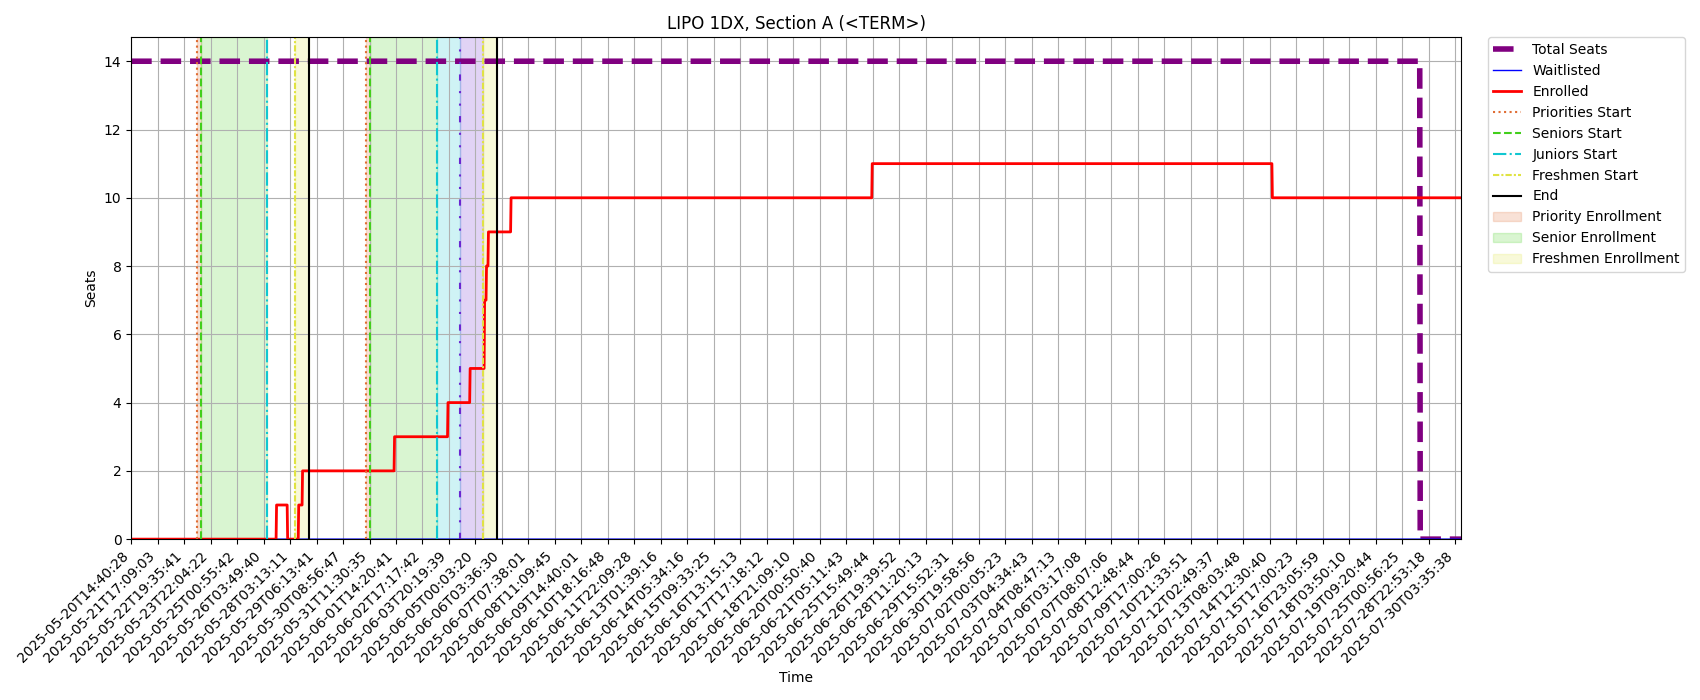 LIPO 1DX, Section A (<TERM>)
Total Seats
Waitlisted
Enrolled
Priorities Start
Seniors Start
Juniors Start
Freshmen Start
End
Priority Enrollment
Senior Enrollment
Freshmen Enrollment
Seats
14
12
10
8
6
4
2
0
2025-05-20T14:40:28
2025-05-21T17:09:03
2025-05-22T19:35:41
2025-05-23T22:04:22
2025-05-25T00:55:42
2025-05-26T03:49:40
2025-05-28T03:13:11
2025-05-29T06:13:41
2025-05-30T08:56:47
2025-05-31T11:30:35
2025-06-01T14:20:41
2025-06-02T17:17:42
2025-06-03T20:19:39
2025-06-05T00:03:20
2025-06-06T03:36:30
2025-06-07T07:38:01
2025-06-08T11:09:45
2025-06-09T14:40:01
2025-06-10T18:16:48
2025-06-11T22:09:28
2025-06-13T01:39:16
2025-06-14T05:34:16
2025-06-15T09:33:25
2025-06-16T13:15:13
2025-06-17T17:18:12
2025-06-18T21:09:10
2025-06-20T00:50:40
2025-06-21T05:11:43
2025-06-25T15:49:44
2025-06-26T19:39:52
2025-06-28T11:20:13
2025-06-29T15:52:31
2025-06-30T19:58:56
2025-07-02T00:05:23
2025-07-03T04:34:43
2025-07-04T08:47:13
2025-07-06T03:17:08
2025-07-07T08:07:06
2025-07-08T12:48:44
2025-07-09T17:00:26
2025-07-10T21:33:51
2025-07-12T02:49:37
2025-07-13T08:03:48
2025-07-14T12:30:40
2025-07-15T17:00:23
2025-07-16T23:05:59
2025-07-18T03:50:10
2025-07-19T09:20:44
2025-07-25T00:56:25
2025-07-28T22:53:18
2025-07-30T03:35:38
Time